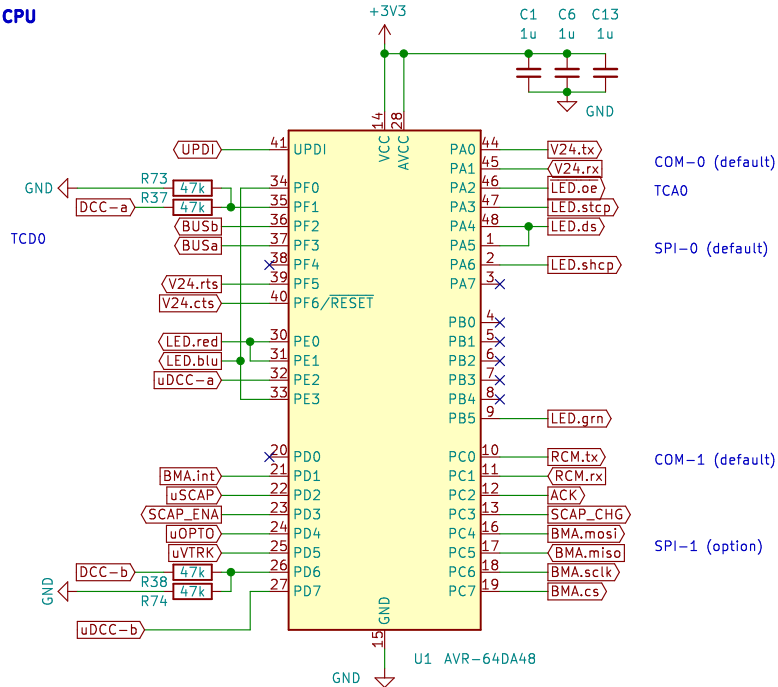 CPU
+3V3
C1 C6 C13
1u 1u 1u
GND
14 28
VCC AVCC
UPDI 41 UPDI
PA0 44 V24.tx
PA1 45 V24.rx
COM-0 (default)
R73
GND 47k 34 PF0
PA2 46 LED.oe
TCA0
R37
DCC-a 47k 35 PF1
PA3 47 LED.stcp
BUSb 36 PF2
PA4 48 LED.ds
TCD0
BUSa 37 PF3
PA5 1
SPI-0 (default)
38 PF4
PA6 2 LED.shcp
V24.rts 39 PF5
PA7 3
V24.cts 40 PF6/RESET
PB0 4
LED.red 30 PE0
PB1 5
LED.blu 31 PE1
PB2 6
uDCC-a 32 PE2
PB3 7
33 PE3
PB4 8
PB5 9 LED.grn
20 PD0
PC0 10 RCM.tx
COM-1 (default)
BMA.int 21 PD1
PC1 11 RCM.rx
uSCAP 22 PD2
PC2 12 ACK
SCAP_ENA 23 PD3
PC3 13 SCAP_CHG
uOPTO 24 PD4
PC4 16 BMA.mosi
SPI-1 (option)
uVTRK 25 PD5
PC5 17 BMA.miso
DCC-b 47k 26 PD6
R38
PC6 18 BMA.sclk
GND 47k 27 PD7
R74
PC7 19 BMA.cs
uDCC-b
GND
15
U1 AVR-64DA48
GND